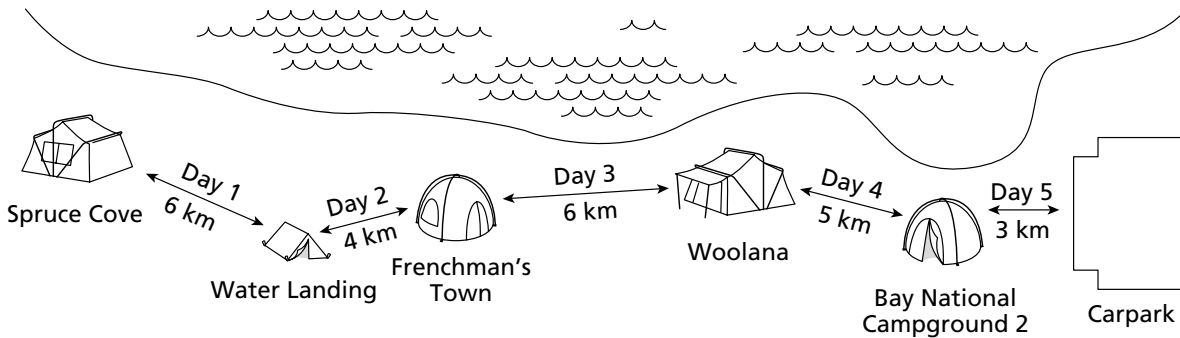 Day 1
6 km
Day 2
4 km
Day 3
6 km
Day 4
5 km
Day 5
3 km
Spruce Cove
Water Landing
Frenchman's
Town
Woolana
Bay National
Campground 2
Carpark